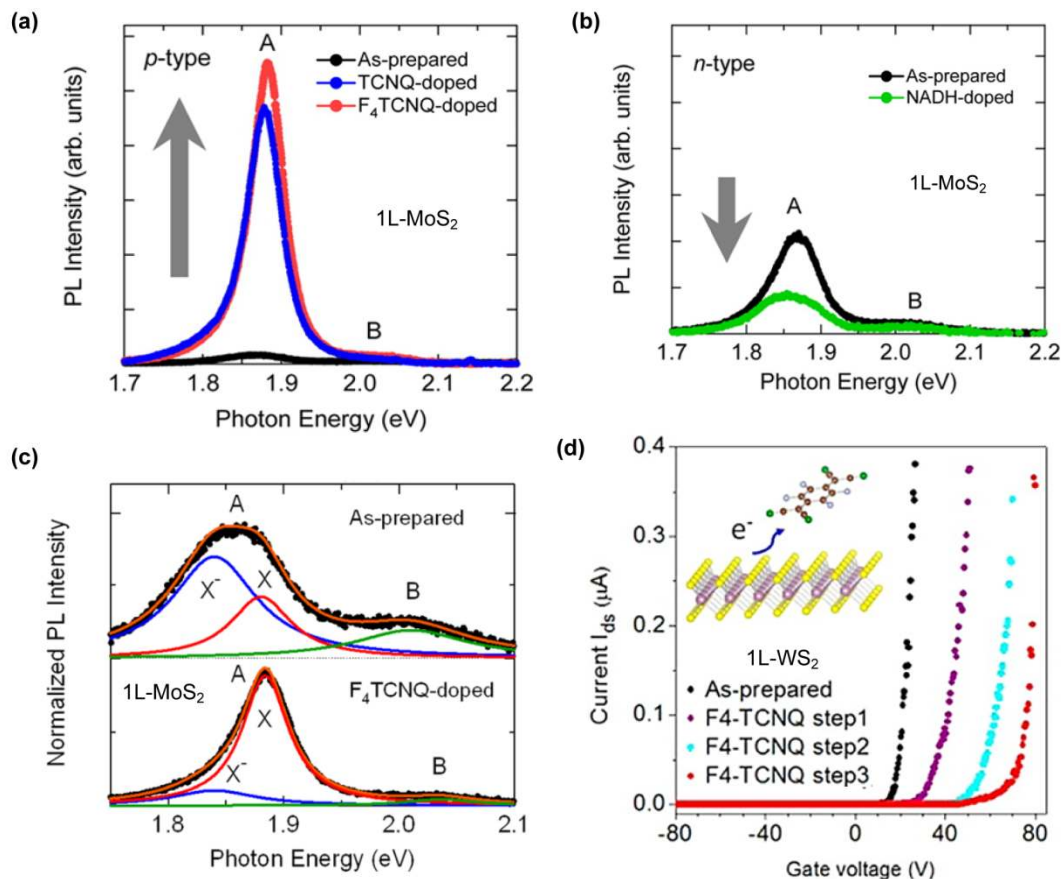 (a)
p-type
A
As-prepared
TCNQ-doped
F₄TCNQ-doped
1L-MoS₂
B
PL Intensity (arb. units)
1.7 1.8 1.9 2.0 2.1 2.2
Photon Energy (eV)
(b)
n-type
As-prepared
NADH-doped
1L-MoS₂
A
B
PL Intensity (arb. units)
1.7 1.8 1.9 2.0 2.1 2.2
Photon Energy (eV)
(c)
A
As-prepared
X⁻
X
B
1L-MoS₂
A
F₄TCNQ-doped
X
X⁻
B
Normalized PL Intensity
1.8 1.9 2.0 2.1
Photon Energy (eV)
(d)
0.4
0.3
0.2
0.1
0.0
e⁻
1L-WS₂
As-prepared
F4-TCNQ step1
F4-TCNQ step2
F4-TCNQ step3
Current I_ds (μA)
-80 -40 0 40 80
Gate voltage (V)